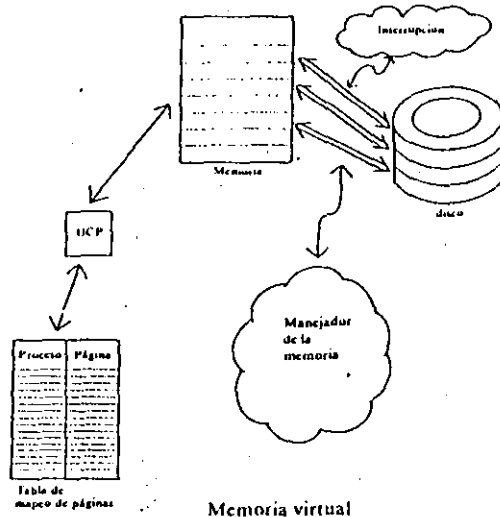 Interrupción
Memoria
disco
UCP
Manejador
de la
memoria
Proceso Página
Tabla de
mapeo de páginas
Memoria virtual